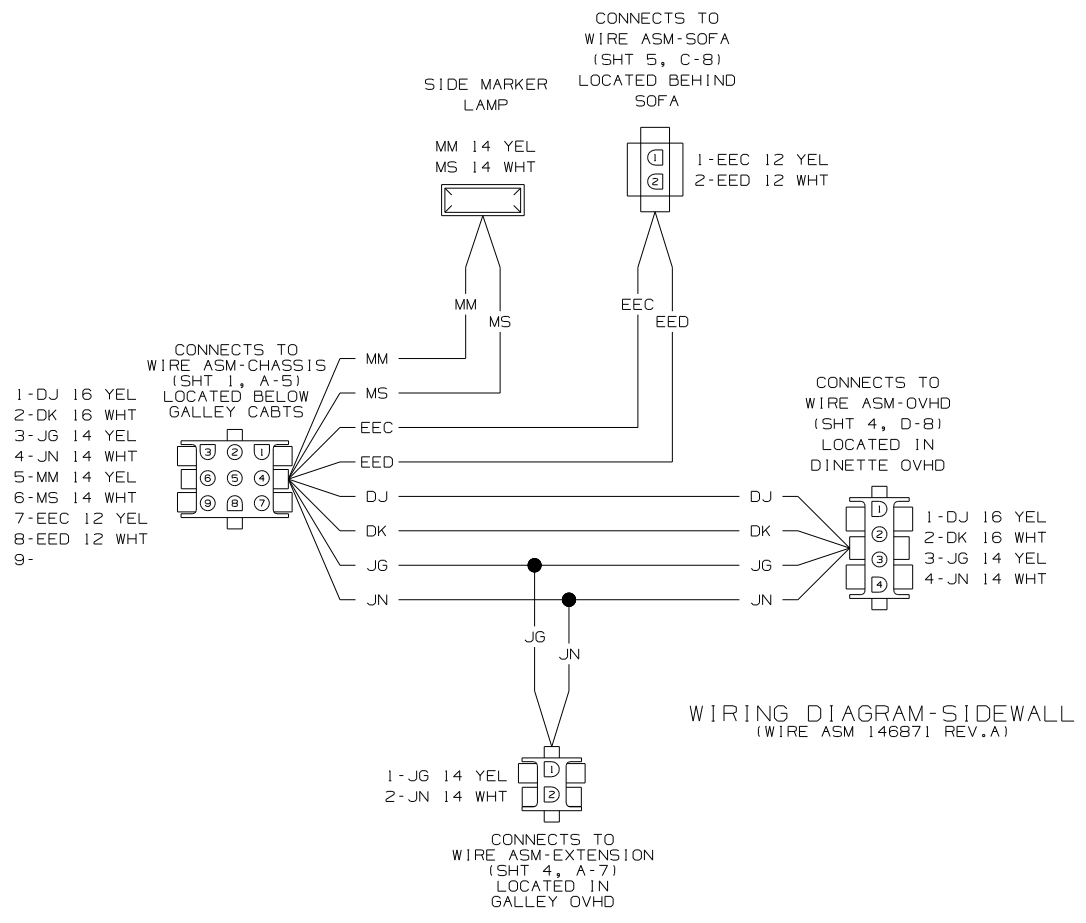 CONNECTS TO
WIRE ASM-SOFA
(SHT 5, C-8)
LOCATED BEHIND
SOFA
SIDE MARKER
LAMP
MM 14 YEL
MS 14 WHT
1
2
1-EEC 12 YEL
2-EED 12 WHT
MM
MS
EEC
EED
CONNECTS TO
WIRE ASM-CHASSIS
(SHT 1, A-5)
LOCATED BELOW
GALLEY CABTS
1-DJ 16 YEL
2-DK 16 WHT
3-JG 14 YEL
4-JN 14 WHT
5-MM 14 YEL
6-MS 14 WHT
7-EEC 12 YEL
8-EED 12 WHT
9-
3 2 1
6 5 4
9 8 7
MM
MS
EEC
EED
DJ
DK
JG
JN
DJ
DK
JG
JN
CONNECTS TO
WIRE ASM-OVHD
(SHT 4, D-8)
LOCATED IN
DINETTE OVHD
1
2
3
4
1-DJ 16 YEL
2-DK 16 WHT
3-JG 14 YEL
4-JN 14 WHT
JG
JN
WIRING DIAGRAM-SIDEWALL
(WIRE ASM 146871 REV.A)
1-JG 14 YEL
2-JN 14 WHT
1
2
CONNECTS TO
WIRE ASM-EXTENSION
(SHT 4, A-7)
LOCATED IN
GALLEY OVHD